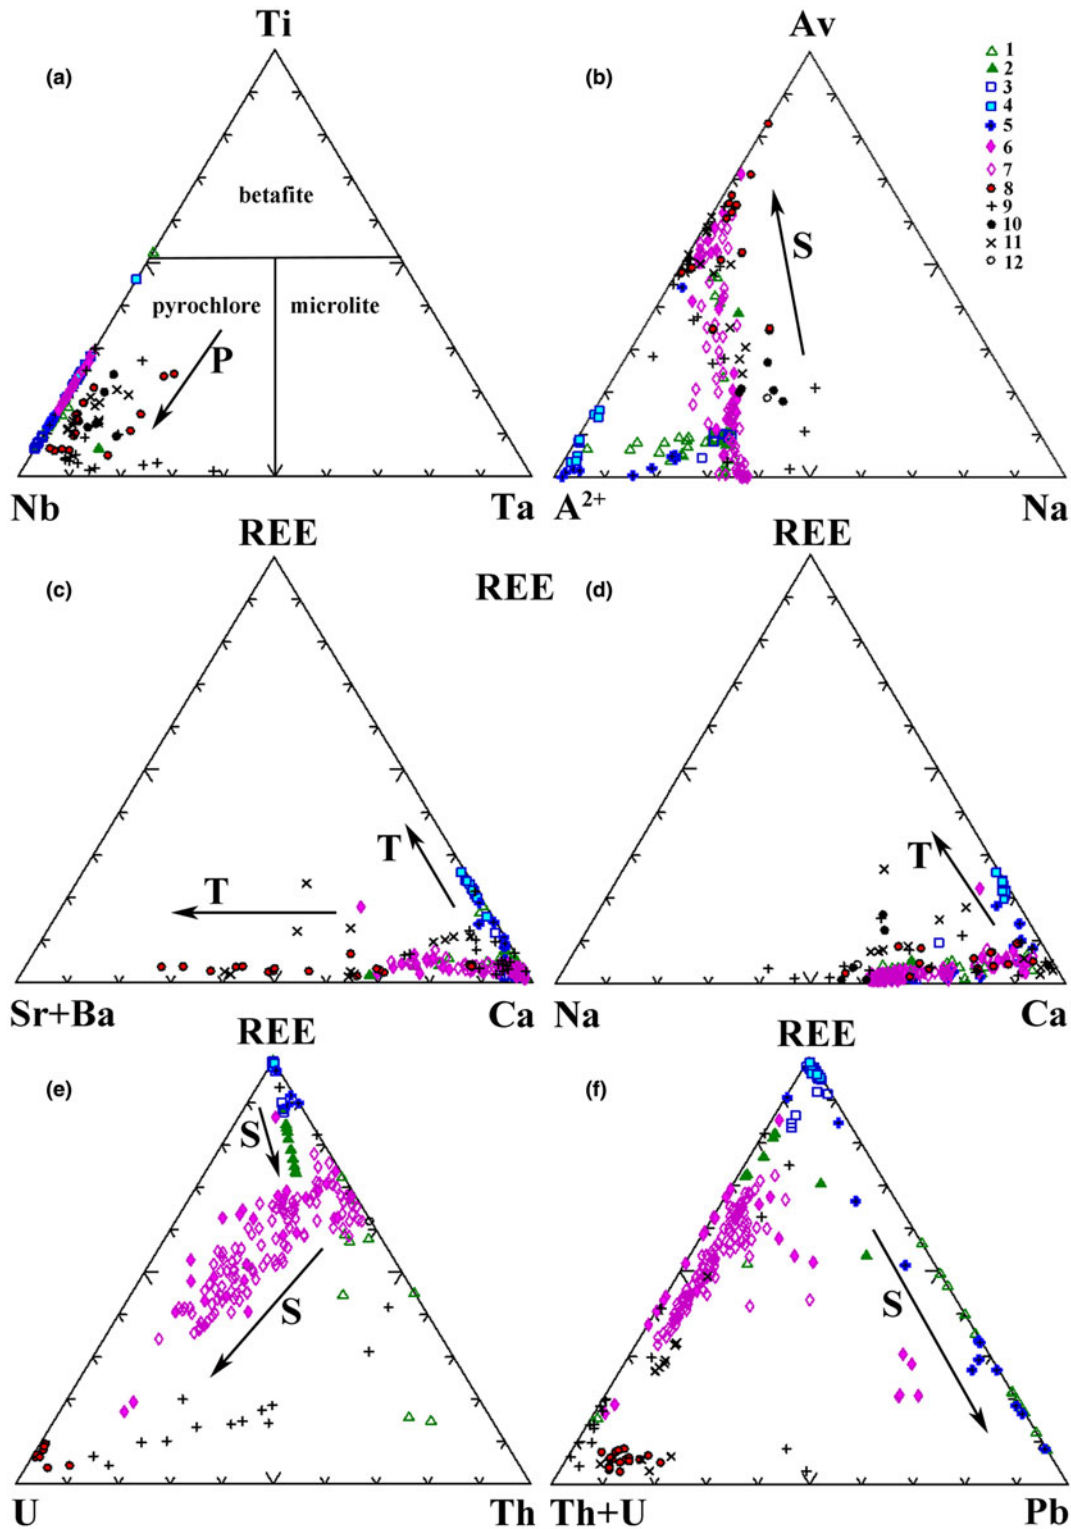 Ti
(a)
betafite
pyrochlore
microlite
P
Nb
Ta
Av
(b)
S
A2+
Na
1
2
3
4
5
6
7
8
9
10
11
12
REE
(c)
T
T
Sr+Ba
Ca
REE
REE
(d)
T
Na
Ca
REE
(e)
S
S
U
Th
REE
(f)
S
Th+U
Pb